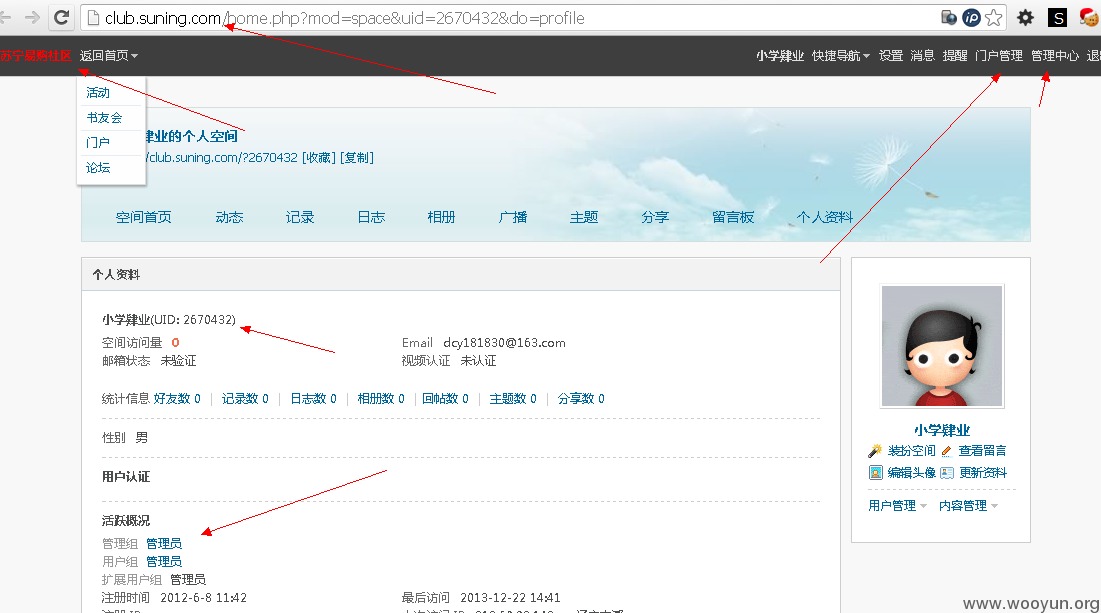 club.suning.com/home.php?mod=space&uid=2670432&do=profile
苏宁易购社区 返回首页 小学肆业 快捷导航 设置 消息 提醒 门户管理 管理中心
活动
书友会
门户
论坛
肆业的个人空间
/club.suning.com/?2670432 [收藏] [复制]
空间首页 动态 记录 日志 相册 广播 主题 分享 留言板 个人资料
个人资料
小学肆业(UID: 2670432)
空间访问量 0 Email dcy181830@163.com
邮箱状态 未验证 视频认证 未认证
统计信息 好友数 0 | 记录数 0 | 日志数 0 | 相册数 0 | 回帖数 0 | 主题数 0 | 分享数 0
性别 男
用户认证
活跃概况
管理组 管理员
用户组 管理员
扩展用户组 管理员
注册时间 2012-6-8 11:42 最后访问 2013-12-22 14:41
小学肆业
装扮空间 查看留言
编辑头像 更新资料
用户管理 内容管理
www.wooyun.org